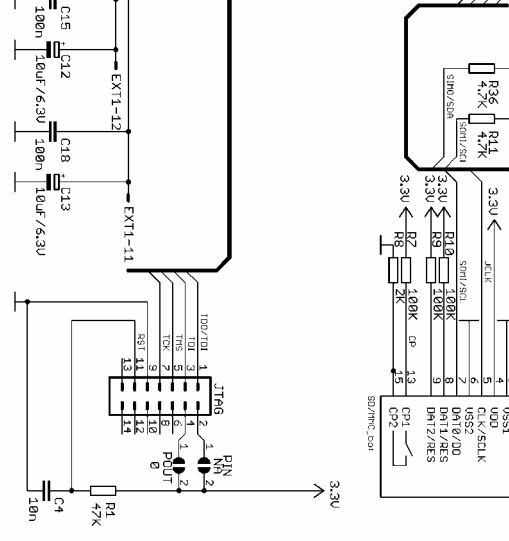 C15
100n
C12
10uF/6.3V
EXT1-12
C18
100n
C13
10uF/6.3V
EXT1-11
TDO/TDI
TDI
TMS
TCK
RST
1
3
5
7
9
11
13
JTAG
2
4
6
8
10
12
14
1
1
PIN
NA
POUT
0
2
2
3.3V
R1
47K
C4
10n
SIMO/SDA
SOMI/SCL
R36
4.7K
R11
4.7K
3.3V
3.3V
3.3V
3.3V
R8
R7
R9
R10
2K
100K
100K
100K
SOMI/SCL
UCLK
CP
15
13
9
8
7
6
5
4
SD/MMC_bot
CP2
CP1
DAT2/RES
DAT1/RES
DAT0/DO
VSS2
CLK/SCLK
VDD
VSS1